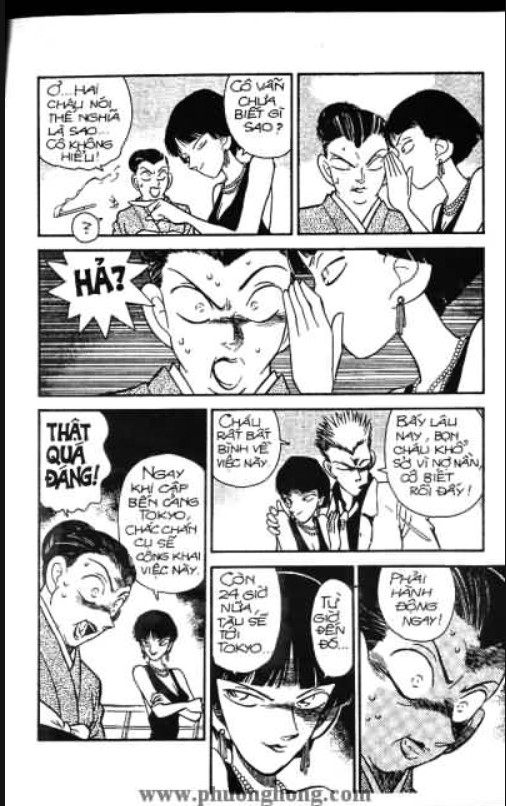 Ơ...HAI
CHÁU NÓI
THẾ NGHĨA
LÀ SAO...
CÔ KHÔNG
HIỂU!
CÔ VẪN
CHƯA
BIẾT GÌ
SAO?
?
HẢ?
THẬT
QUÁ
ĐÁNG!
NGAY
KHI CẬP
BẾN CẢNG
TOKYO,
CHẮC CHẮN
CỤ SẼ
CÔNG KHAI
VIỆC NÀY.
CHÁU
RẤT BẤT
BÌNH VỀ
VIỆC NÀY.
BẤY LÂU
NAY, BỌN
CHÁU KHỔ
SỞ VÌ NỢ NẦN,
CÔ BIẾT
RỒI ĐẤY!
CÒN
24 GIỜ
NỮA,
TÀU SẼ
TỚI
TOKYO...
TỪ
GIỜ
ĐẾN
ĐÓ...
PHẢI
HÀNH
ĐỘNG
NGAY!
www.phuonghong.com